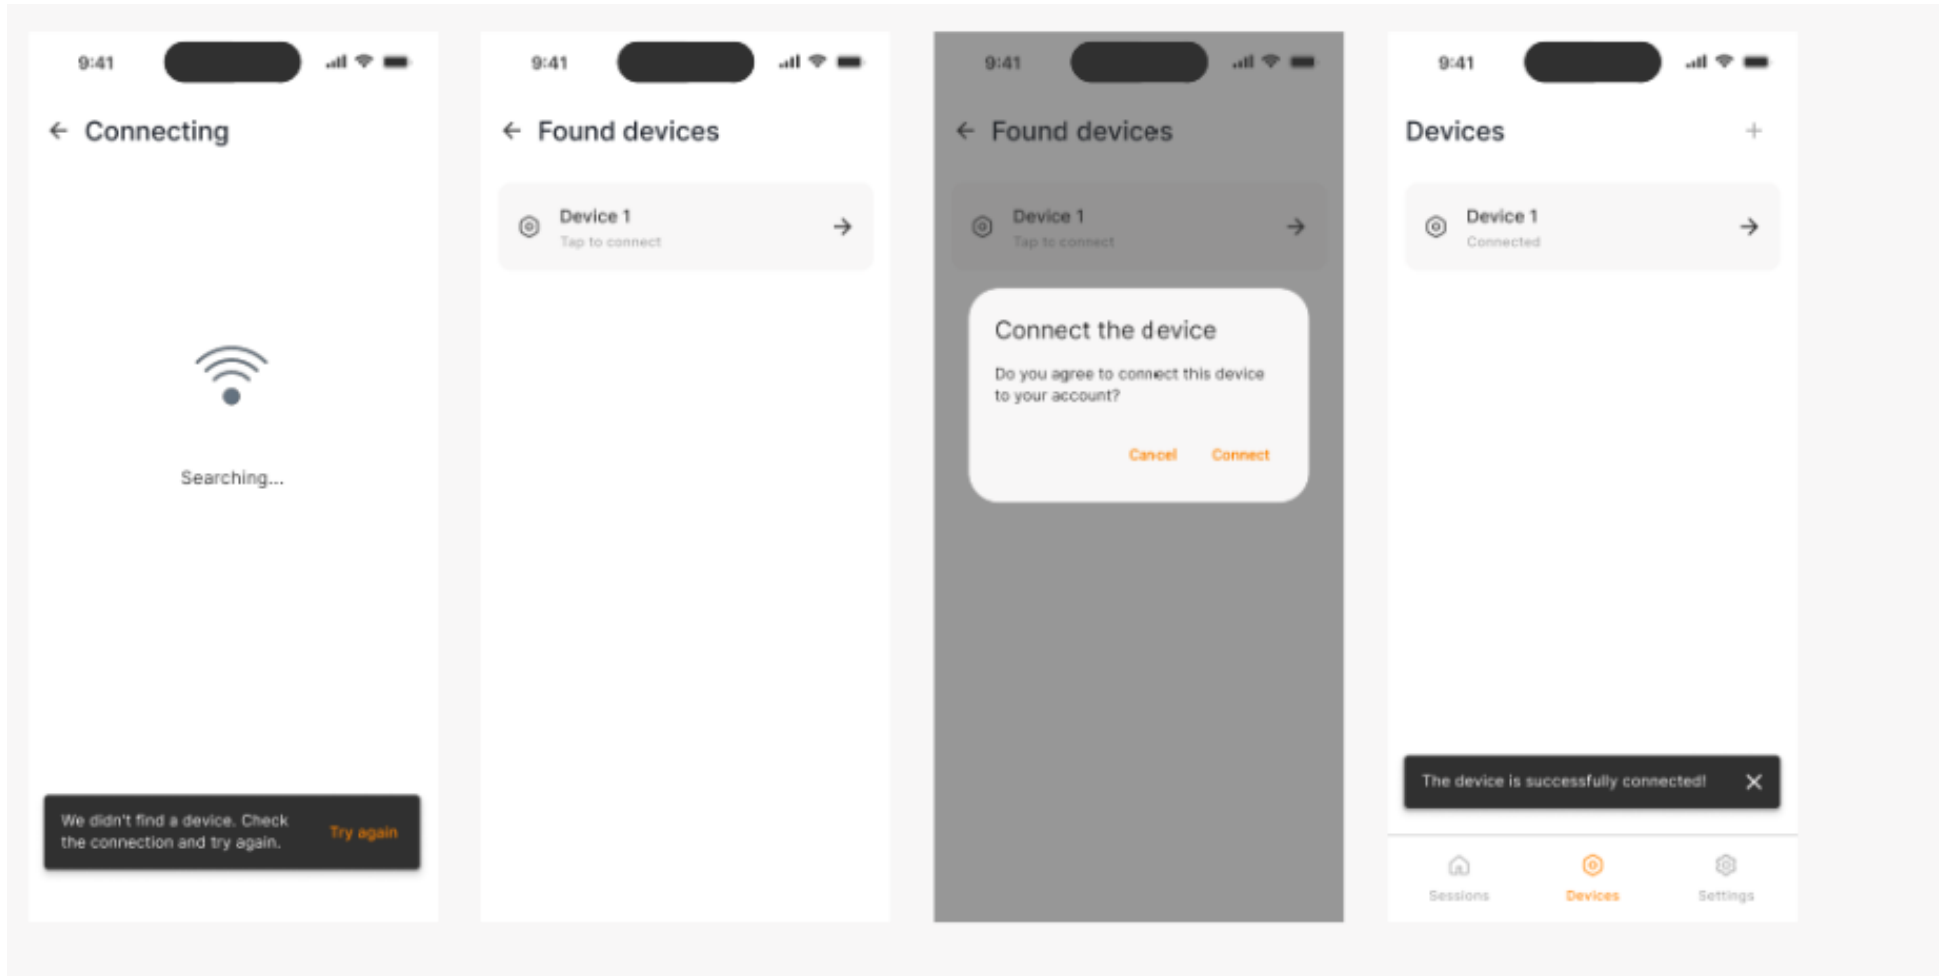 9:41
← Connecting
Searching...
We didn't find a device. Check
the connection and try again.
Try again
9:41
← Found devices
Device 1
Tap to connect
9:41
← Found devices
Device 1
Tap to connect
Connect the device
Do you agree to connect this device
to your account?
Cancel Connect
9:41
Devices +
Device 1
Connected
The device is successfully connected!
Sessions Devices Settings